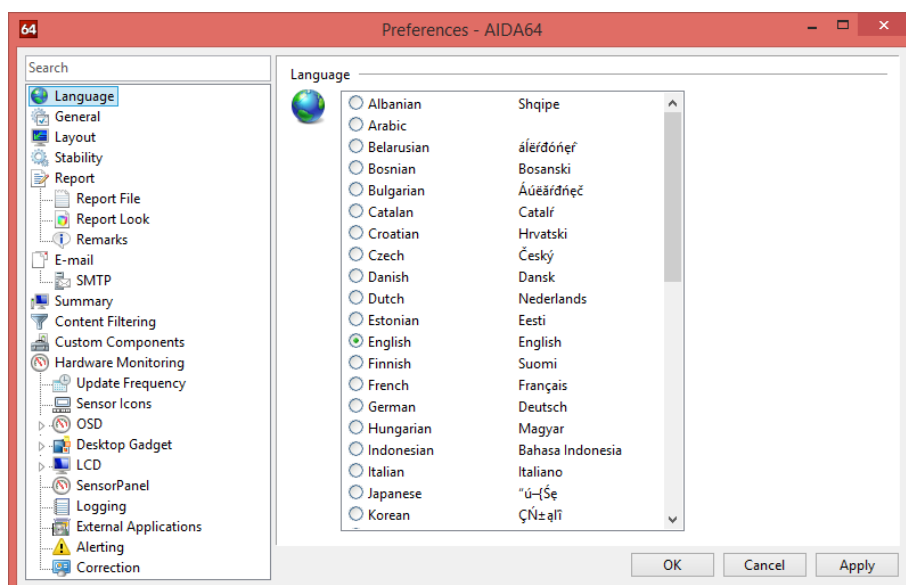 64
Preferences - AIDA64
Search
Language
General
Layout
Stability
Report
Report File
Report Look
Remarks
E-mail
SMTP
Summary
Content Filtering
Custom Components
Hardware Monitoring
Update Frequency
Sensor Icons
OSD
Desktop Gadget
LCD
SensorPanel
Logging
External Applications
Alerting
Correction
Language
Albanian Shqipe
Arabic
Belarusian áĺëŕđóńęŕ
Bosnian Bosanski
Bulgarian Áúëăŕđńęč
Catalan Catalŕ
Croatian Hrvatski
Czech Český
Danish Dansk
Dutch Nederlands
Estonian Eesti
English English
Finnish Suomi
French Français
German Deutsch
Hungarian Magyar
Indonesian Bahasa Indonesia
Italian Italiano
Japanese “ú–{Śę
Korean ÇŃ±ąIî
OK Cancel Apply